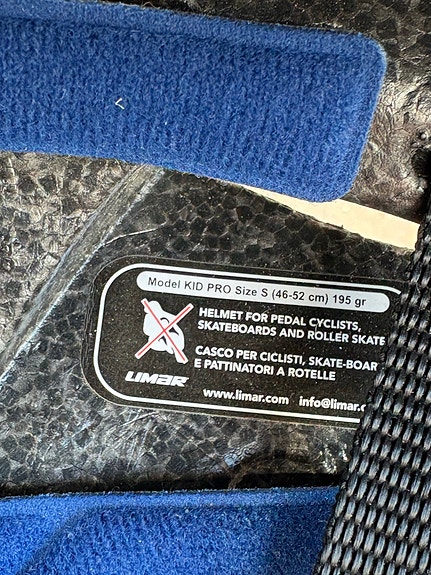 Model KID PRO Size S (46-52 cm) 195 gr
HELMET FOR PEDAL CYCLISTS,
SKATEBOARDS AND ROLLER SKATE
CASCO PER CICLISTI, SKATE-BOAR
E PATTINATORI A ROTELLE
LIMAR
www.limar.com info@limar.c